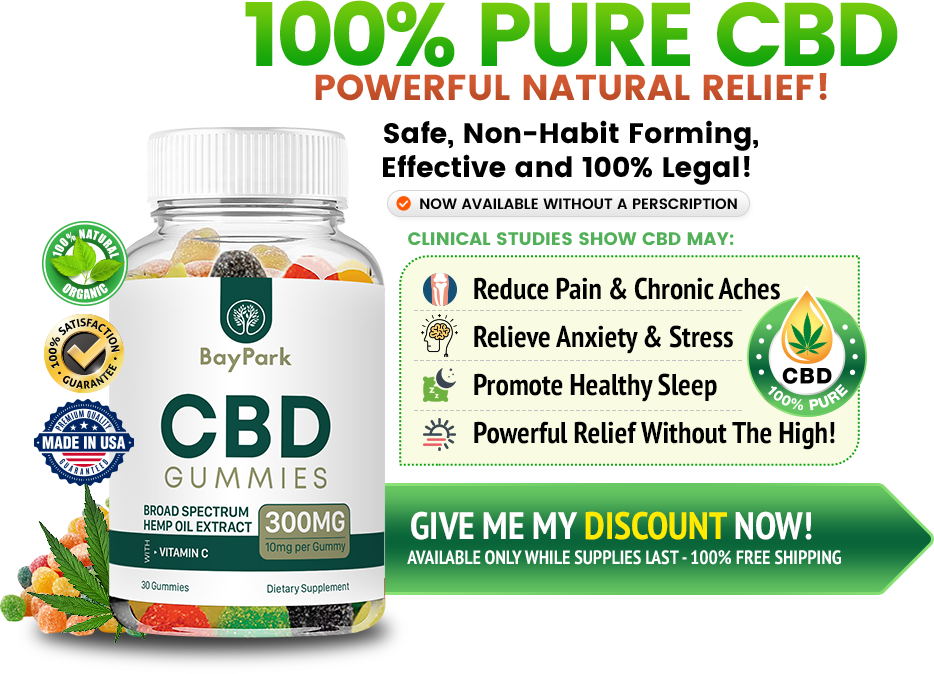 100% PURE CBD
POWERFUL NATURAL RELIEF!
Safe, Non-Habit Forming,
Effective and 100% Legal!
NOW AVAILABLE WITHOUT A PERSCRIPTION
CLINICAL STUDIES SHOW CBD MAY:
Reduce Pain & Chronic Aches
Relieve Anxiety & Stress
Promote Healthy Sleep
Powerful Relief Without The High!
CBD
100% PURE
100% NATURAL
ORGANIC
100% SATISFACTION
GUARANTEE
PREMIUM QUALITY
MADE IN USA
GUARANTEED
BayPark
CBD
GUMMIES
BROAD SPECTRUM
HEMP OIL EXTRACT
300MG
10mg per Gummy
WITH
• VITAMIN C
30 Gummies
Dietary Supplement
GIVE ME MY DISCOUNT NOW!
AVAILABLE ONLY WHILE SUPPLIES LAST - 100% FREE SHIPPING